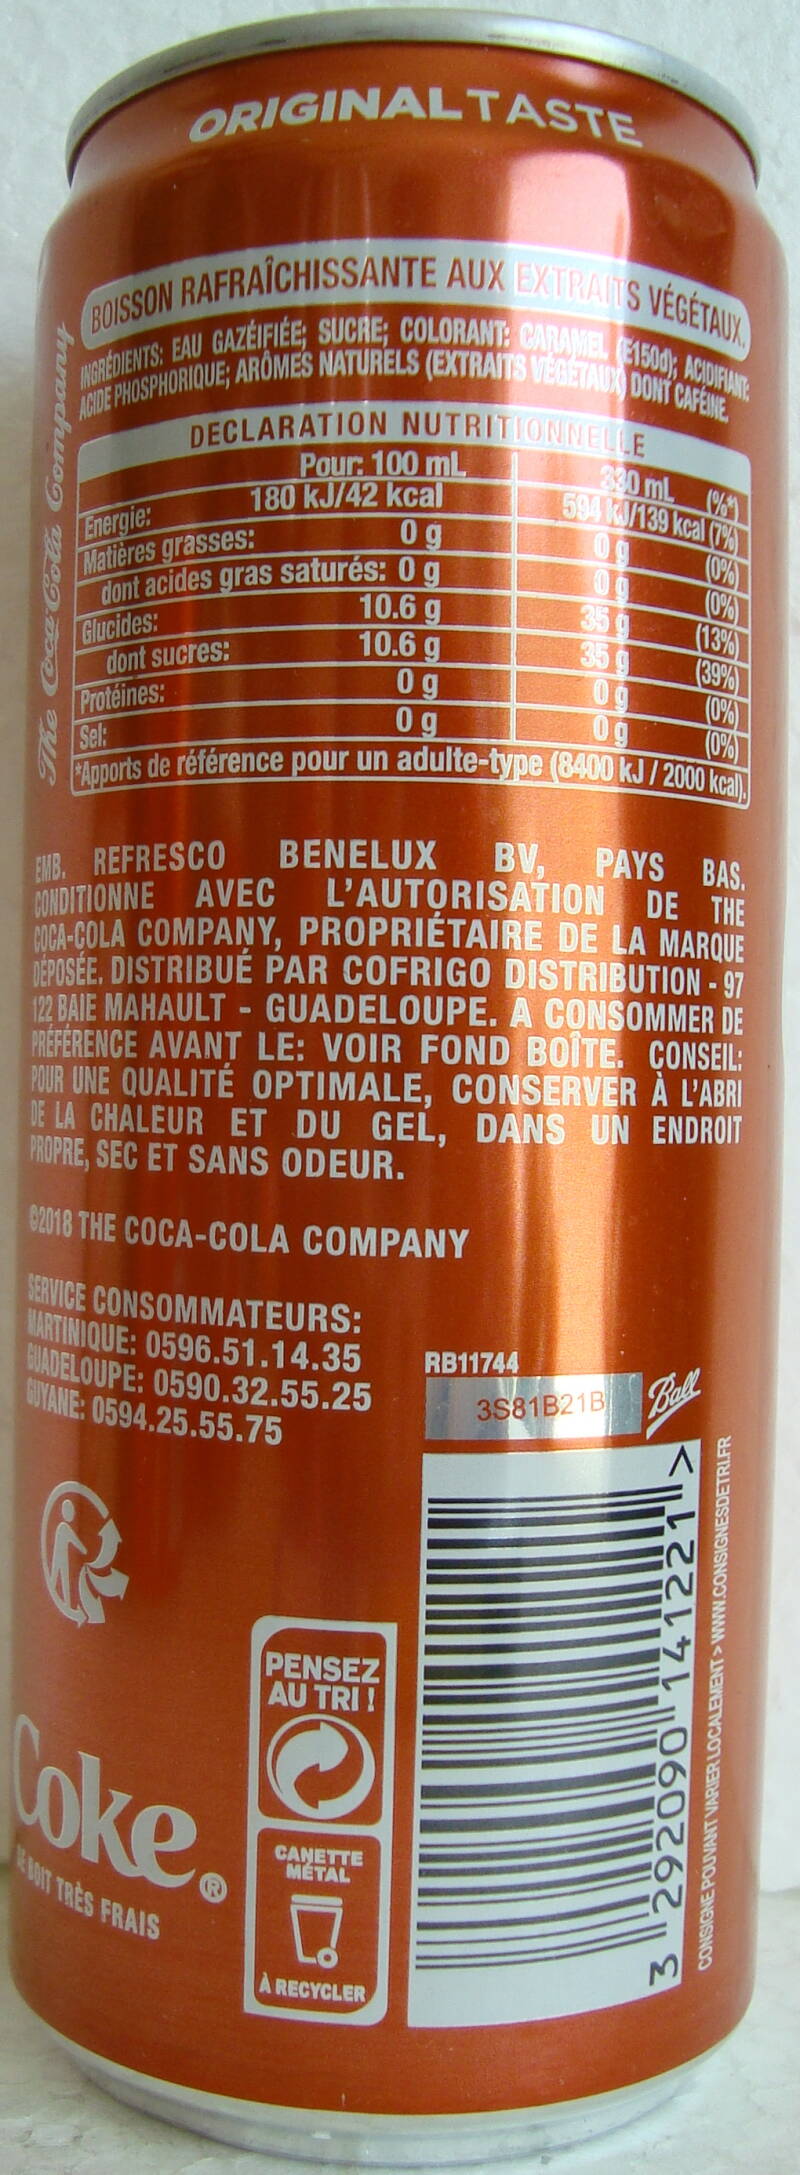 ORIGINAL TASTE
BOISSON RAFRAÎCHISSANTE AUX EXTRAITS VÉGÉTAUX.
INGRÉDIENTS: EAU GAZÉIFIÉE; SUCRE; COLORANT: CARAMEL (E150d); ACIDIFIANT:
ACIDE PHOSPHORIQUE; ARÔMES NATURELS (EXTRAITS VÉGÉTAUX) DONT CAFÉINE.
The Coca-Cola Company
DECLARATION NUTRITIONNELLE
Pour: 100 mL 330 mL (%*)
Energie: 180 kJ/42 kcal 594 kJ/139 kcal (7%)
Matières grasses: 0 g 0 g (0%)
dont acides gras saturés: 0 g 0 g (0%)
Glucides: 10.6 g 35 g (13%)
dont sucres: 10.6 g 35 g (39%)
Protéines: 0 g 0 g (0%)
Sel: 0 g 0 g (0%)
*Apports de référence pour un adulte-type (8400 kJ / 2000 kcal).
EMB. REFRESCO BENELUX BV, PAYS BAS.
CONDITIONNE AVEC L'AUTORISATION DE THE
COCA-COLA COMPANY, PROPRIÉTAIRE DE LA MARQUE
DÉPOSÉE. DISTRIBUÉ PAR COFRIGO DISTRIBUTION - 97
122 BAIE MAHAULT - GUADELOUPE. A CONSOMMER DE
PRÉFÉRENCE AVANT LE: VOIR FOND BOÎTE. CONSEIL:
POUR UNE QUALITÉ OPTIMALE, CONSERVER À L'ABRI
DE LA CHALEUR ET DU GEL, DANS UN ENDROIT
PROPRE, SEC ET SANS ODEUR.
©2018 THE COCA-COLA COMPANY
SERVICE CONSOMMATEURS:
MARTINIQUE: 0596.51.14.35
GUADELOUPE: 0590.32.55.25
GUYANE: 0594.25.55.75
RB11744
3S81B21B
Ball
PENSEZ
AU TRI !
CANETTE
MÉTAL
À RECYCLER
Coke®
SE BOIT TRÈS FRAIS
3 292090 141221 >
CONSIGNE POUVANT VARIER LOCALEMENT > WWW.CONSIGNESDETRI.FR